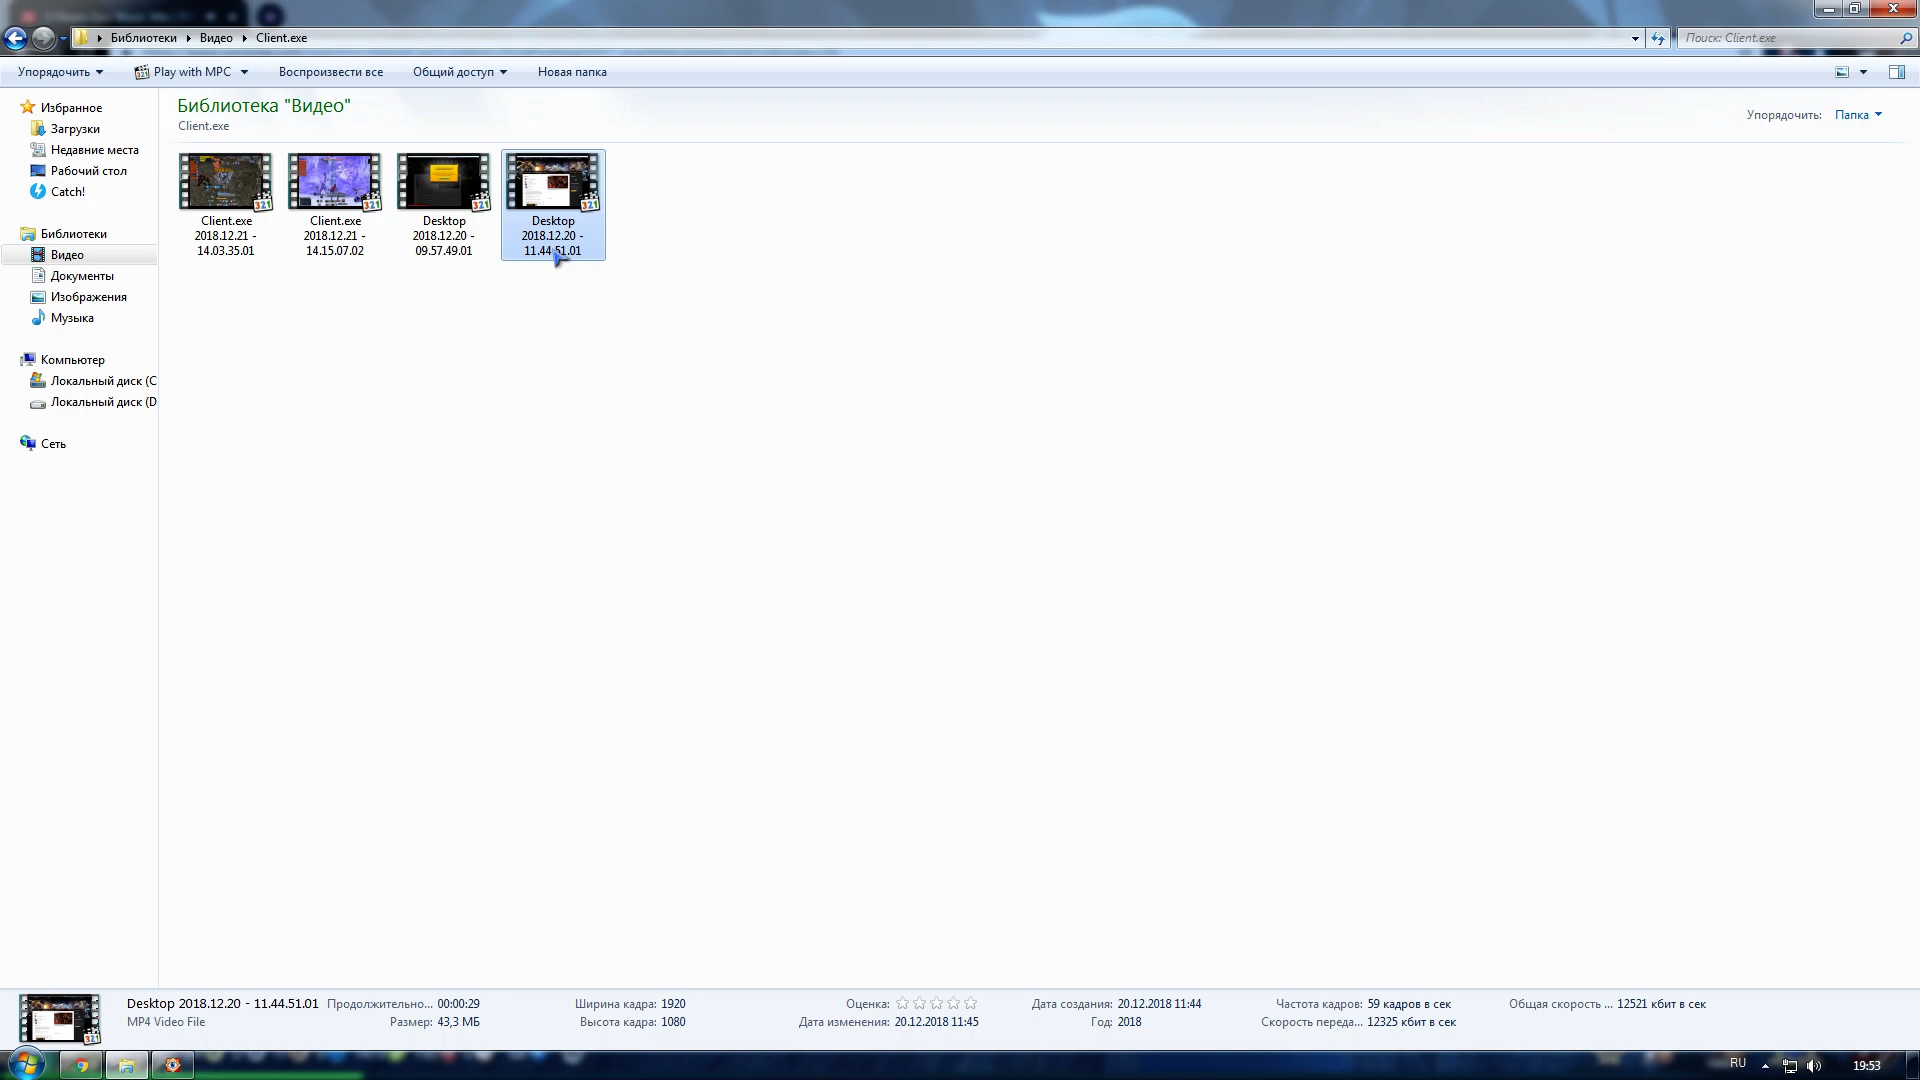 Библиотеки Видео Client.exe
Поиск: Client.exe
Упорядочить Play with MPC Воспроизвести все Общий доступ Новая папка
Библиотека "Видео"
Client.exe
Упорядочить: Папка
Избранное
Загрузки
Недавние места
Рабочий стол
Catch!
Библиотеки
Видео
Документы
Изображения
Музыка
Компьютер
Локальный диск (C
Локальный диск (D
Сеть
Client.exe
2018.12.21 -
14.03.35.01
Client.exe
2018.12.21 -
14.15.07.02
Desktop
2018.12.20 -
09.57.49.01
Desktop
2018.12.20 -
11.44.51.01
Desktop 2018.12.20 - 11.44.51.01 Продолжительно... 00:00:29 Ширина кадра: 1920 Оценка: Дата создания: 20.12.2018 11:44 Частота кадров: 59 кадров в сек Общая скорость ... 12521 кбит в сек
MP4 Video File Размер: 43,3 МБ Высота кадра: 1080 Дата изменения: 20.12.2018 11:45 Год: 2018 Скорость переда... 12325 кбит в сек
RU 19:53